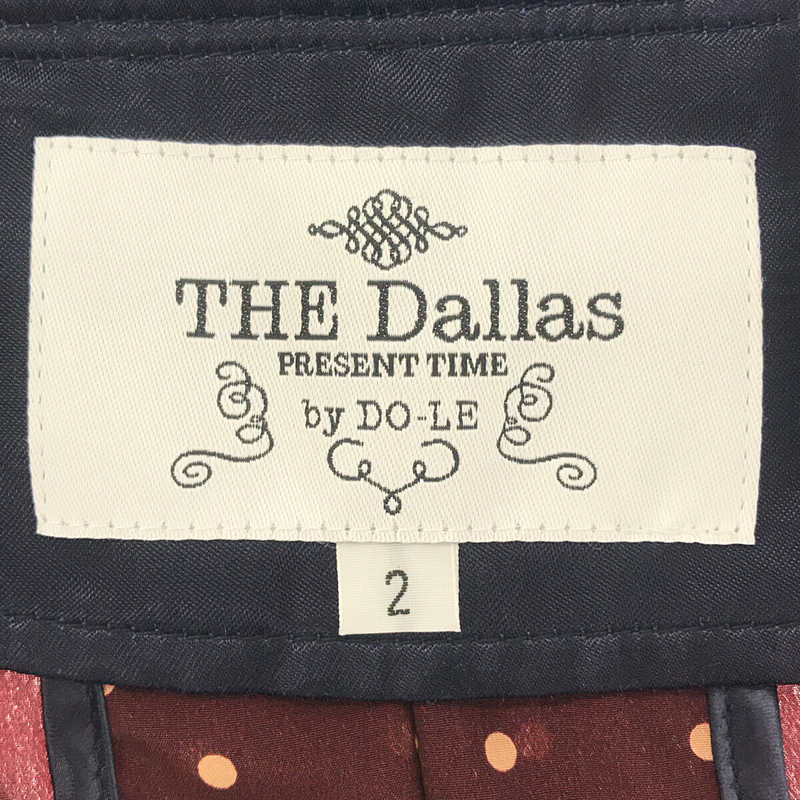 THE Dallas
PRESENT TIME
by DO-LE
2